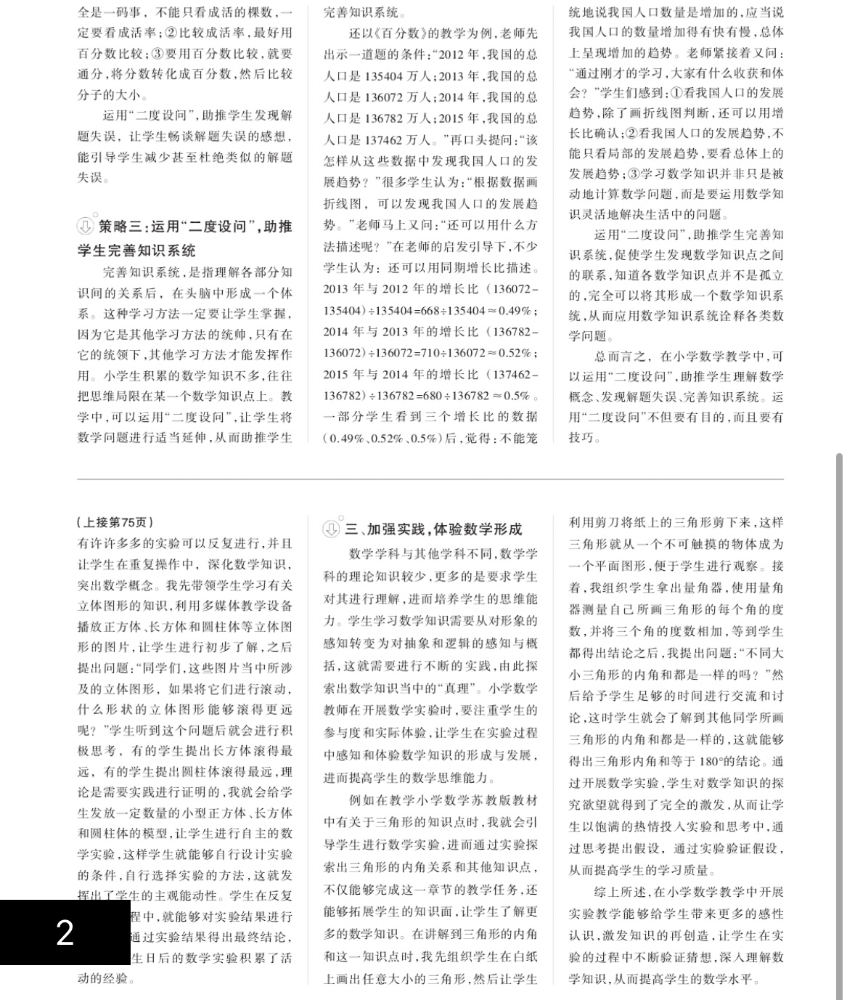 全是一码事，不能只看成活的棵数，一
定要看成活率；②比较成活率，最好用
百分数比较；③要用百分数比较，就要
通分，将分数转化成百分数，然后比较
分子的大小。
运用“二度设问”，助推学生发现解
题失误，让学生畅谈解题失误的感想，
能引导学生减少甚至杜绝类似的解题
失误。
策略三：运用“二度设问”，助推
学生完善知识系统
完善知识系统，是指理解各部分知
识间的关系后，在头脑中形成一个体
系。这种学习方法一定要让学生掌握，
因为它是其他学习方法的统帅，只有在
它的统领下，其他学习方法才能发挥作
用。小学生积累的数学知识不多，往往
把思维局限在某一个数学知识点上。教
学中，可以运用“二度设问”，让学生将
数学问题进行适当延伸，从而助推学生
完善知识系统。
还以《百分数》的教学为例，老师先
出示一道题的条件：“2012 年，我国的总
人口是 135404 万人；2013 年，我国的总
人口是 136072 万人；2014 年，我国的总
人口是 136782 万人；2015 年，我国的总
人口是 137462 万人。”再口头提问：“该
怎样从这些数据中发现我国人口的发
展趋势？”很多学生认为：“根据数据画
折线图，可以发现我国人口的发展趋
势。”老师马上又问：“还可以用什么方
法描述呢？”在老师的启发引导下，不少
学生认为：还可以用同期增长比描述。
2013 年与 2012 年的增长比（136072-
135404）÷135404=668÷135404≈0.49%；
2014 年与 2013 年的增长比（136782-
136072）÷136072=710÷136072≈0.52%；
2015 年与 2014 年的增长比（137462-
136782）÷136782=680÷136782≈0.5%。
一部分学生看到三个增长比的数据
（0.49%、0.52%、0.5%）后，觉得：不能笼
统地说我国人口数量是增加的，应当说
我国人口的数量增加得有快有慢，总体
上呈现增加的趋势。老师紧接着又问：
“通过刚才的学习，大家有什么收获和体
会？”学生们感到：①看我国人口的发展
趋势，除了画折线图判断，还可以用增
长比确认；②看我国人口的发展趋势，不
能只看局部的发展趋势，要看总体上的
发展趋势；③学习数学知识并非只是被
动地计算数学问题，而是要运用数学知
识灵活地解决生活中的问题。
运用“二度设问”，助推学生完善知
识系统，促使学生发现数学知识点之间
的联系，知道各数学知识点并不是孤立
的，完全可以将其形成一个数学知识系
统，从而应用数学知识系统诠释各类数
学问题。
总而言之，在小学数学教学中，可
以运用“二度设问”，助推学生理解数学
概念、发现解题失误、完善知识系统。运
用“二度设问”不但要有目的，而且要有
技巧。
（上接第75页）
有许许多多的实验可以反复进行，并且
让学生在重复操作中，深化数学知识，
突出数学概念。我先带领学生学习有关
立体图形的知识，利用多媒体教学设备
播放正方体、长方体和圆柱体等立体图
形的图片，让学生进行初步了解，之后
提出问题：“同学们，这些图片当中所涉
及的立体图形，如果将它们进行滚动，
什么形状的立体图形能够滚得更远
呢？”学生听到这个问题后就会进行积
极思考，有的学生提出长方体滚得最
远，有的学生提出圆柱体滚得最远，理
论是需要实践进行证明的，我就会给学
生发放一定数量的小型正方体、长方体
和圆柱体的模型，让学生进行自主的数
学实验，这样学生就能够自行设计实验
的条件，自行选择实验的方法，这就发
挥出了学生的主观能动性。学生在反复
程中，就能够对实验结果进行
通过实验结果得出最终结论，
生日后的数学实验积累了活
动的经验。
三、加强实践，体验数学形成
数学学科与其他学科不同，数学学
科的理论知识较少，更多的是要求学生
对其进行理解，进而培养学生的思维能
力。学生学习数学知识需要从对形象的
感知转变为对抽象和逻辑的感知与概
括，这就需要进行不断的实践，由此探
索出数学知识当中的“真理”。小学数学
教师在开展数学实验时，要注重学生的
参与度和实际体验，让学生在实验过程
中感知和体验数学知识的形成与发展，
进而提高学生的数学思维能力。
例如在教学小学数学苏教版教材
中有关于三角形的知识点时，我就会引
导学生进行数学实验，进而通过实验探
索出三角形的内角关系和其他知识点，
不仅能够完成这一章节的教学任务，还
能够拓展学生的知识面，让学生了解更
多的数学知识。在讲解到三角形的内角
和这一知识点时，我先组织学生在白纸
上画出任意大小的三角形，然后让学生
利用剪刀将纸上的三角形剪下来，这样
三角形就从一个不可触摸的物体成为
一个平面图形，便于学生进行观察。接
着，我组织学生拿出量角器，使用量角
器测量自己所画三角形的每个角的度
数，并将三个角的度数相加，等到学生
都得出结论之后，我提出问题：“不同大
小三角形的内角和都是一样的吗？”然
后给予学生足够的时间进行交流和讨
论，这时学生就会了解到其他同学所画
三角形的内角和都是一样的，这就能够
得出三角形内角和等于 180°的结论。通
过开展数学实验，学生对数学知识的探
究欲望就得到了完全的激发，从而让学
生以饱满的热情投入实验和思考中，通
过思考提出假设，通过实验验证假设，
从而提高学生的学习质量。
综上所述，在小学数学教学中开展
实验教学能够给学生带来更多的感性
认识，激发知识的再创造，让学生在实
验的过程中不断验证猜想，深入理解数
学知识，从而提高学生的数学水平。
2